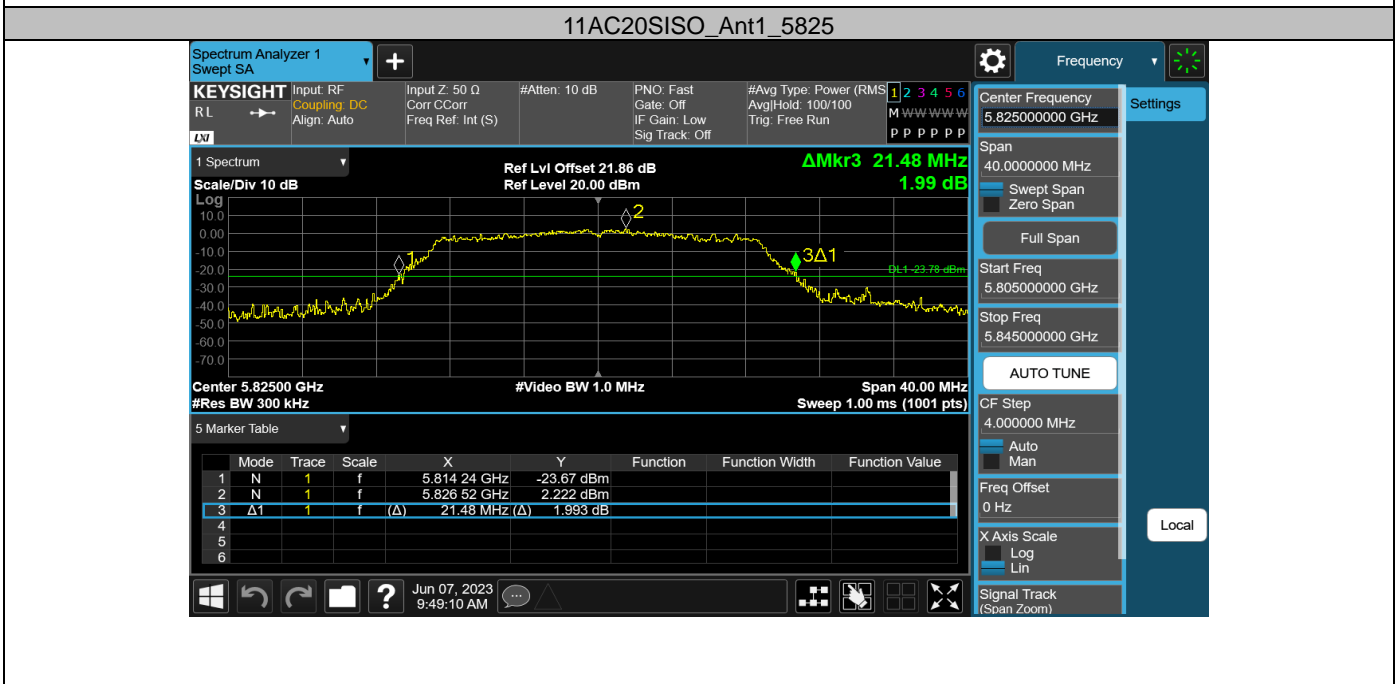 11AC20SISO_Ant1_5825
Spectrum Analyzer 1
Swept SA
Frequency
KEYSIGHT
R L
LXI
Input: RF
Coupling: DC
Align: Auto
Input Z: 50 Ω
Corr CCorr
Freq Ref: Int (S)
#Atten: 10 dB
PNO: Fast
Gate: Off
IF Gain: Low
Sig Track: Off
#Avg Type: Power (RMS
Avg|Hold: 100/100
Trig: Free Run
1 2 3 4 5 6
M W W W W W
P P P P P P
1 Spectrum
Scale/Div 10 dB
Ref Lvl Offset 21.86 dB
Ref Level 20.00 dBm
ΔMkr3 21.48 MHz
1.99 dB
Log
10.0
0.00
-10.0
-20.0
-30.0
-40.0
-50.0
-60.0
-70.0
1
2
3Δ1
DL1 -23.78 dBm
Center 5.82500 GHz
#Video BW 1.0 MHz
Span 40.00 MHz
#Res BW 300 kHz
Sweep 1.00 ms (1001 pts)
5 Marker Table
Mode Trace Scale X Y Function Function Width Function Value
1 N 1 f 5.814 24 GHz -23.67 dBm
2 N 1 f 5.826 52 GHz 2.222 dBm
3 Δ1 1 f (Δ) 21.48 MHz (Δ) 1.993 dB
4
5
6
?
Jun 07, 2023
9:49:10 AM
Center Frequency
5.825000000 GHz
Span
40.0000000 MHz
Swept Span
Zero Span
Full Span
Start Freq
5.805000000 GHz
Stop Freq
5.845000000 GHz
AUTO TUNE
CF Step
4.000000 MHz
Auto
Man
Freq Offset
0 Hz
X Axis Scale
Log
Lin
Signal Track
(Span Zoom)
Settings
Local